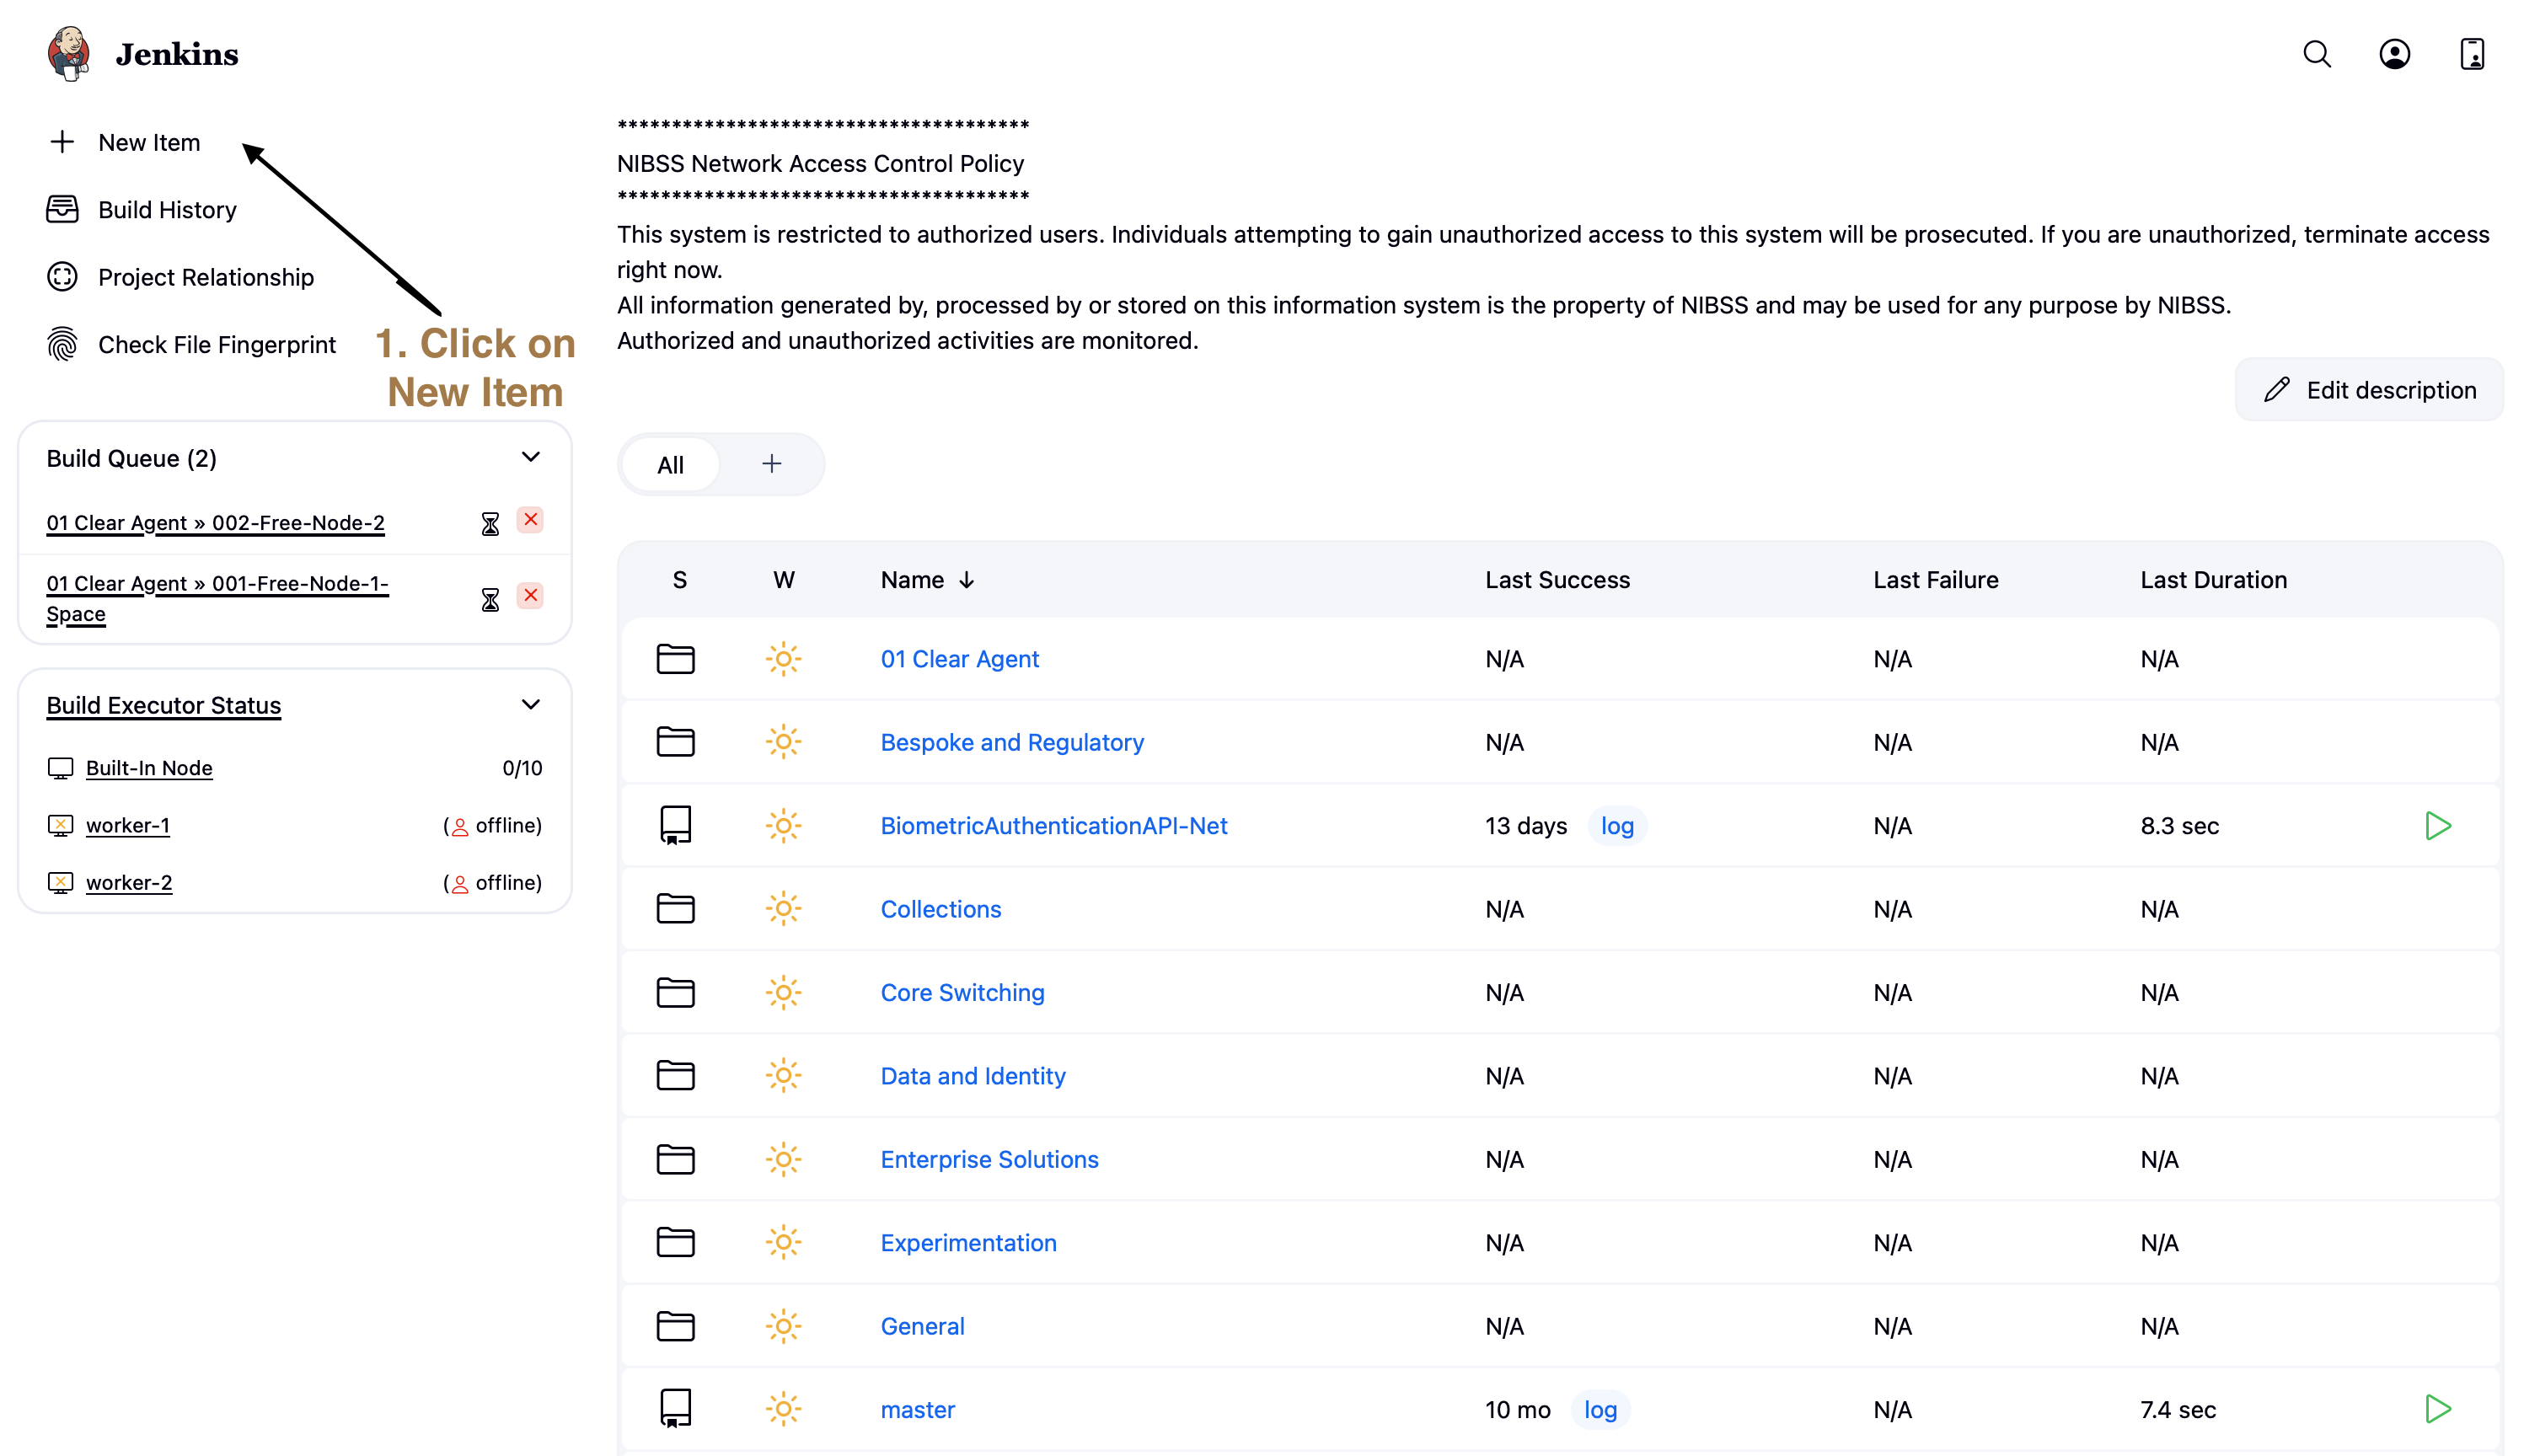 Jenkins
New Item
Build History
Project Relationship
Check File Fingerprint
1. Click on
New Item
Build Queue (2)
01 Clear Agent » 002-Free-Node-2
01 Clear Agent » 001-Free-Node-1-
Space
Build Executor Status
Built-In Node 0/10
worker-1 (offline)
worker-2 (offline)
**************************************
NIBSS Network Access Control Policy
**************************************
This system is restricted to authorized users. Individuals attempting to gain unauthorized access to this system will be prosecuted. If you are unauthorized, terminate access
right now.
All information generated by, processed by or stored on this information system is the property of NIBSS and may be used for any purpose by NIBSS.
Authorized and unauthorized activities are monitored.
Edit description
All +
S W Name ↓ Last Success Last Failure Last Duration
01 Clear Agent N/A N/A N/A
Bespoke and Regulatory N/A N/A N/A
BiometricAuthenticationAPI-Net 13 days log N/A 8.3 sec
Collections N/A N/A N/A
Core Switching N/A N/A N/A
Data and Identity N/A N/A N/A
Enterprise Solutions N/A N/A N/A
Experimentation N/A N/A N/A
General N/A N/A N/A
master 10 mo log N/A 7.4 sec